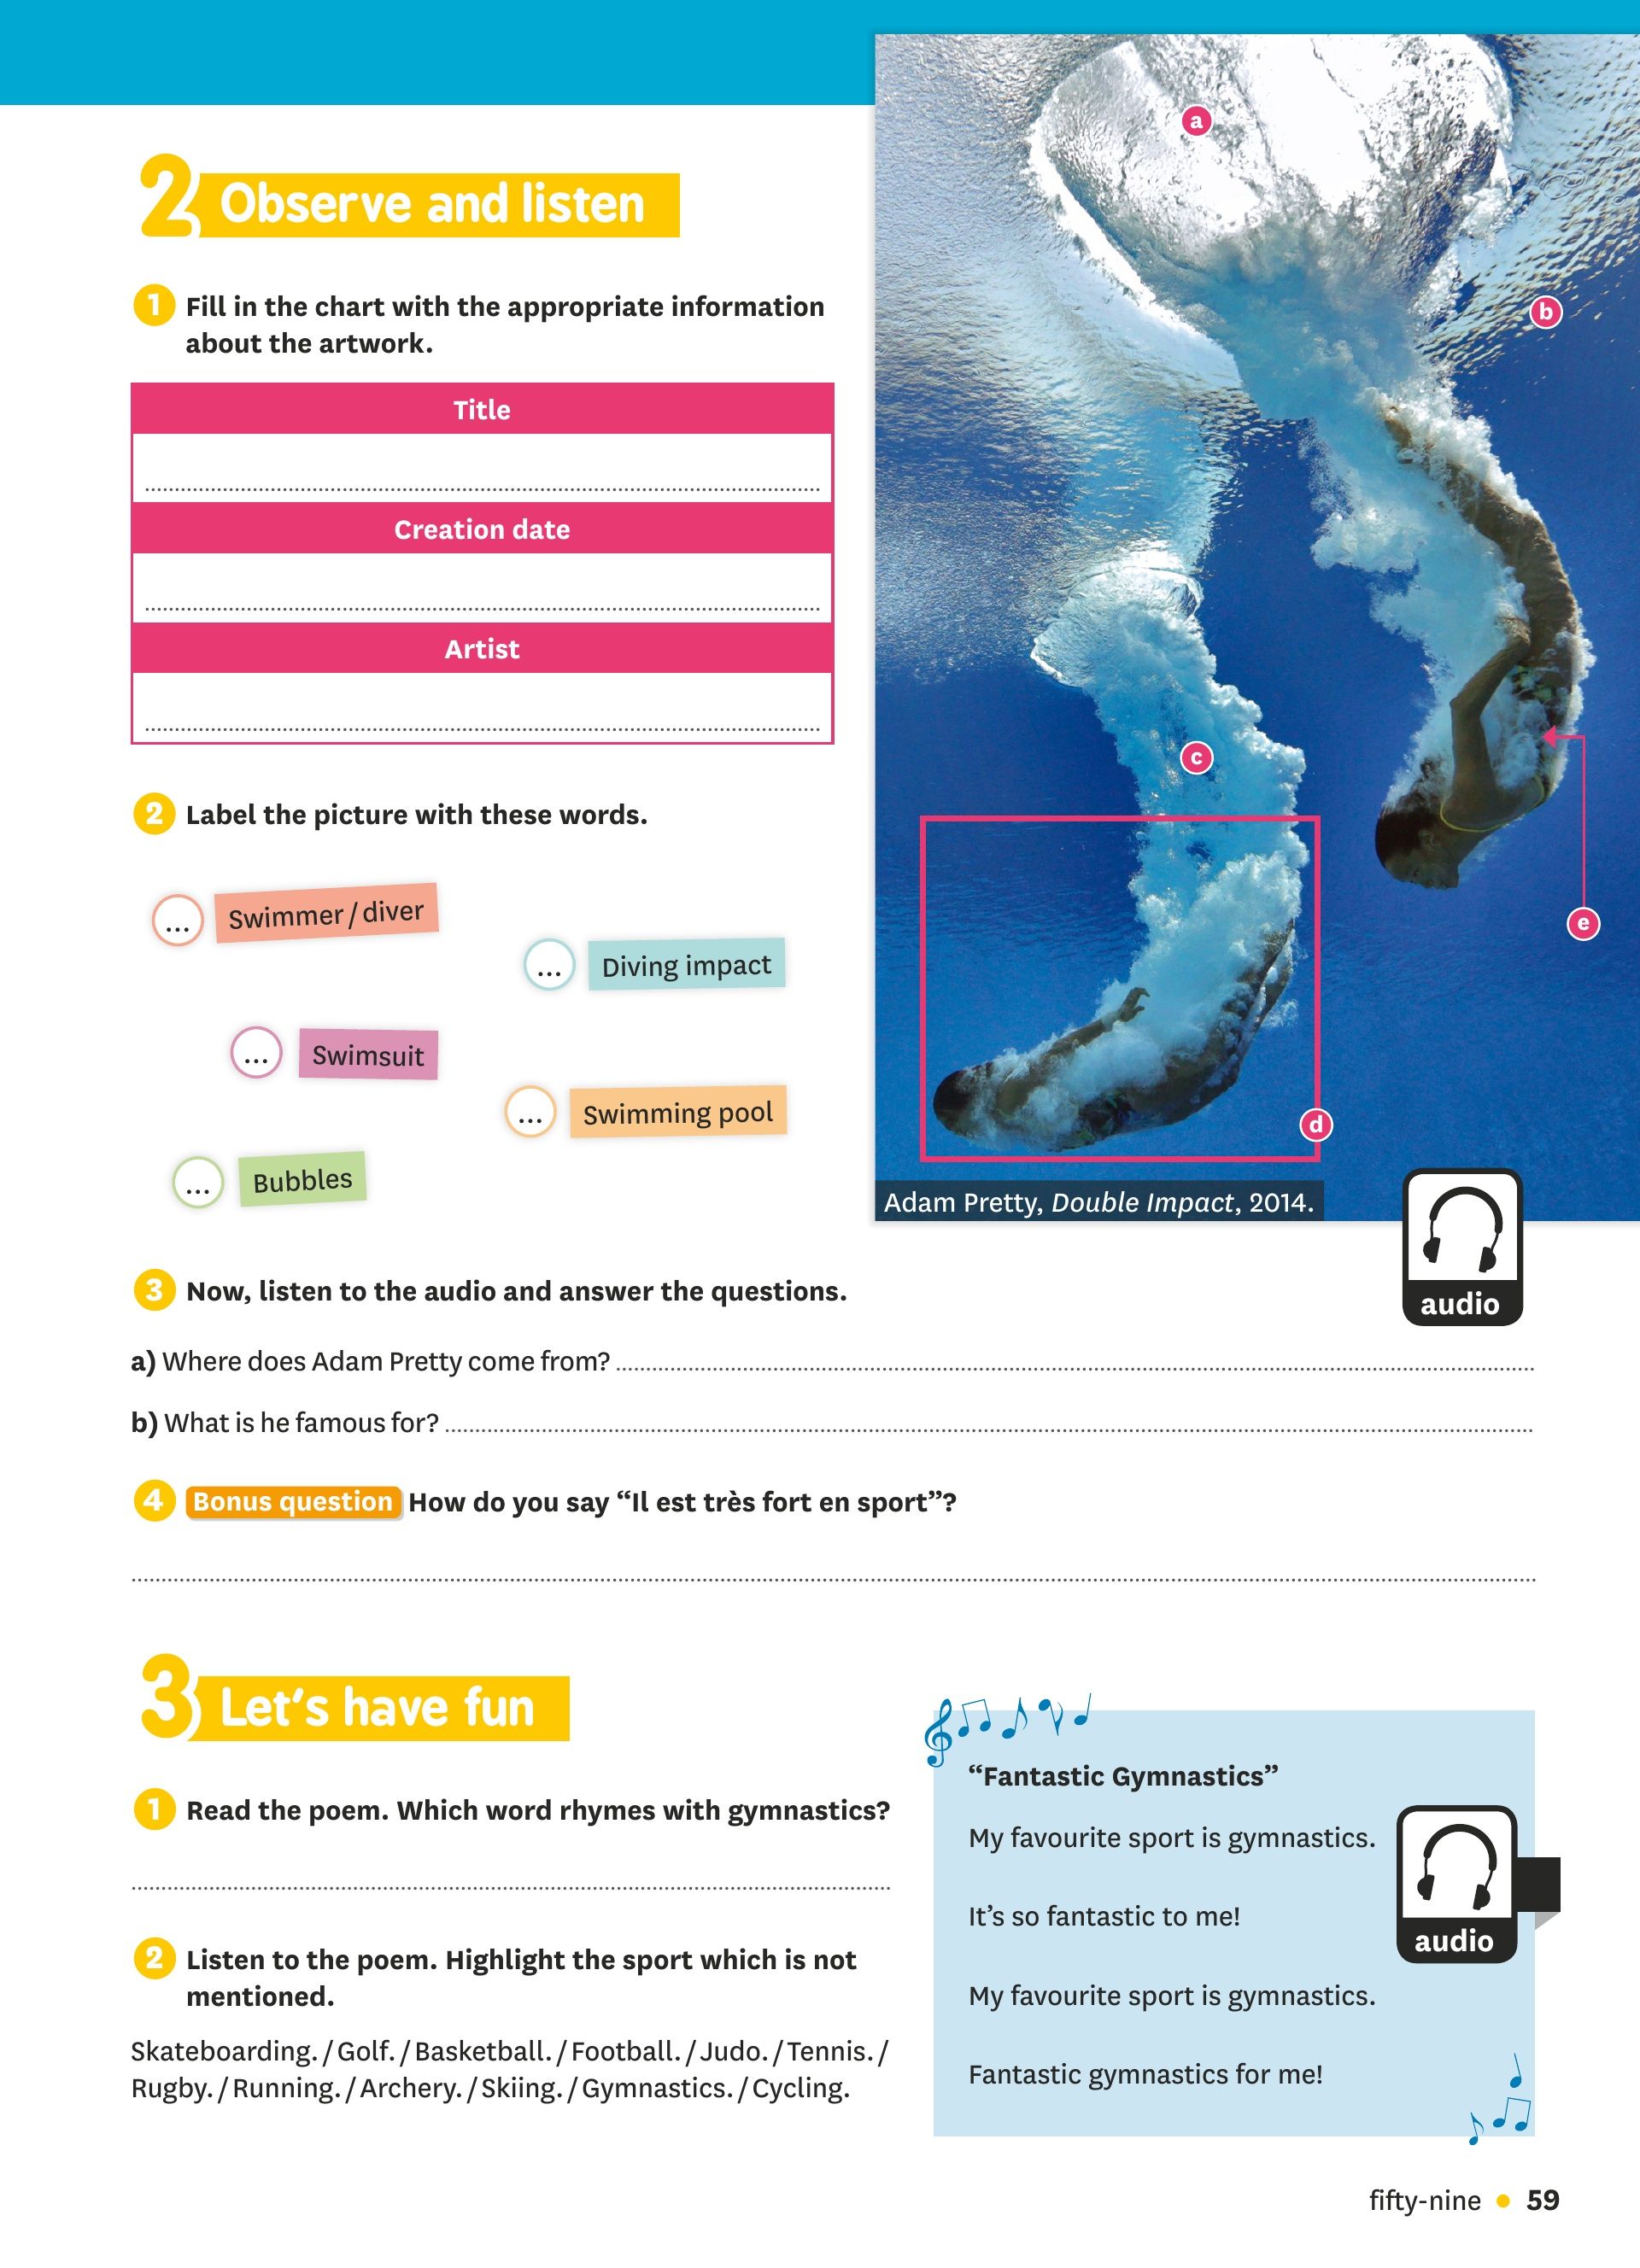 2 Observe and listen
1 Fill in the chart with the appropriate information
about the artwork.
Title
Creation date
Artist
2 Label the picture with these words.
... Swimmer / diver
... Diving impact
... Swimsuit
... Swimming pool
... Bubbles
a
b
c
d
e
Adam Pretty, Double Impact, 2014.
audio
3 Now, listen to the audio and answer the questions.
a) Where does Adam Pretty come from?
b) What is he famous for?
4 Bonus question How do you say “Il est très fort en sport”?
3 Let's have fun
1 Read the poem. Which word rhymes with gymnastics?
2 Listen to the poem. Highlight the sport which is not
mentioned.
Skateboarding. / Golf. / Basketball. / Football. / Judo. / Tennis. /
Rugby. / Running. / Archery. / Skiing. / Gymnastics. / Cycling.
“Fantastic Gymnastics”
My favourite sport is gymnastics.
It’s so fantastic to me!
My favourite sport is gymnastics.
Fantastic gymnastics for me!
audio
fifty-nine • 59